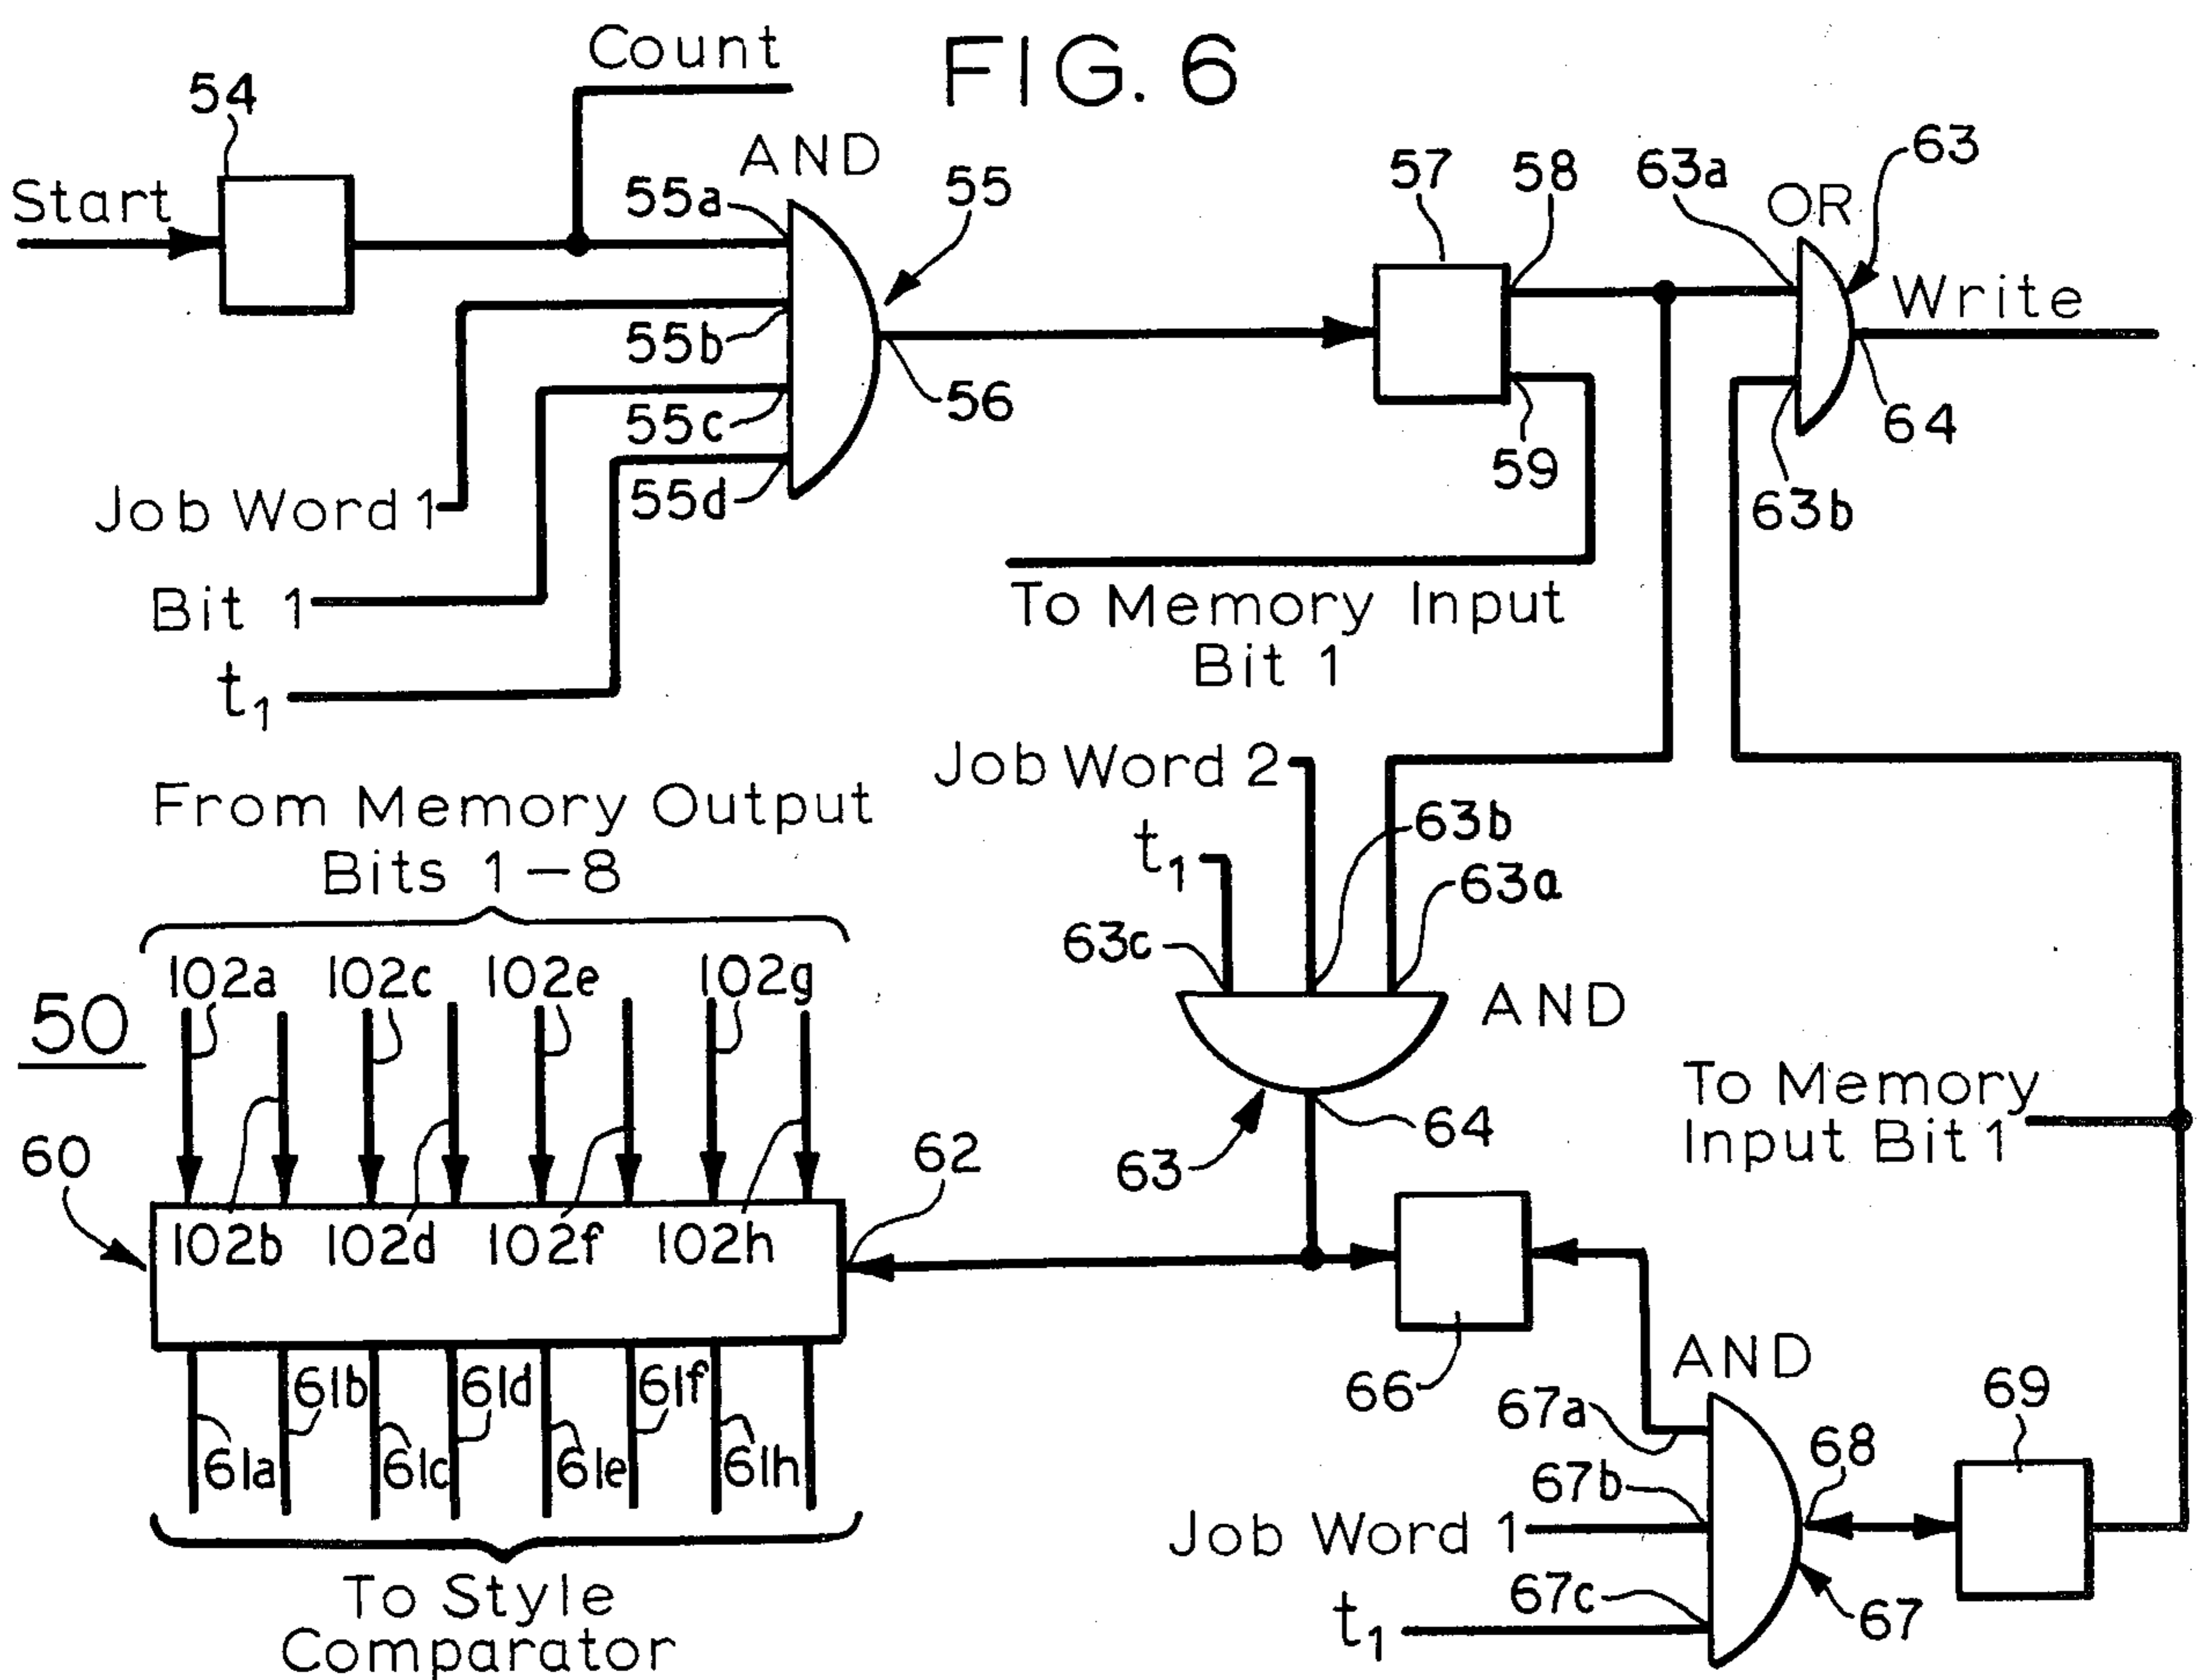 FIG. 6
Count
54
Start
AND
55
55a
55b
55c
55d
56
Job Word 1
Bit 1
t1
57
58
59
To Memory Input
Bit 1
63a
OR
63
Write
64
63b
Job Word 2
t1
63b
63a
63c
AND
64
63
From Memory Output
Bits 1-8
102a
102c
102e
102g
50
60
102b
102d
102f
102h
62
61a
61b
61c
61d
61e
61f
61h
To Style
Comparator
66
To Memory
Input Bit 1
AND
67a
67b
Job Word 1
67c
t1
68
67
69